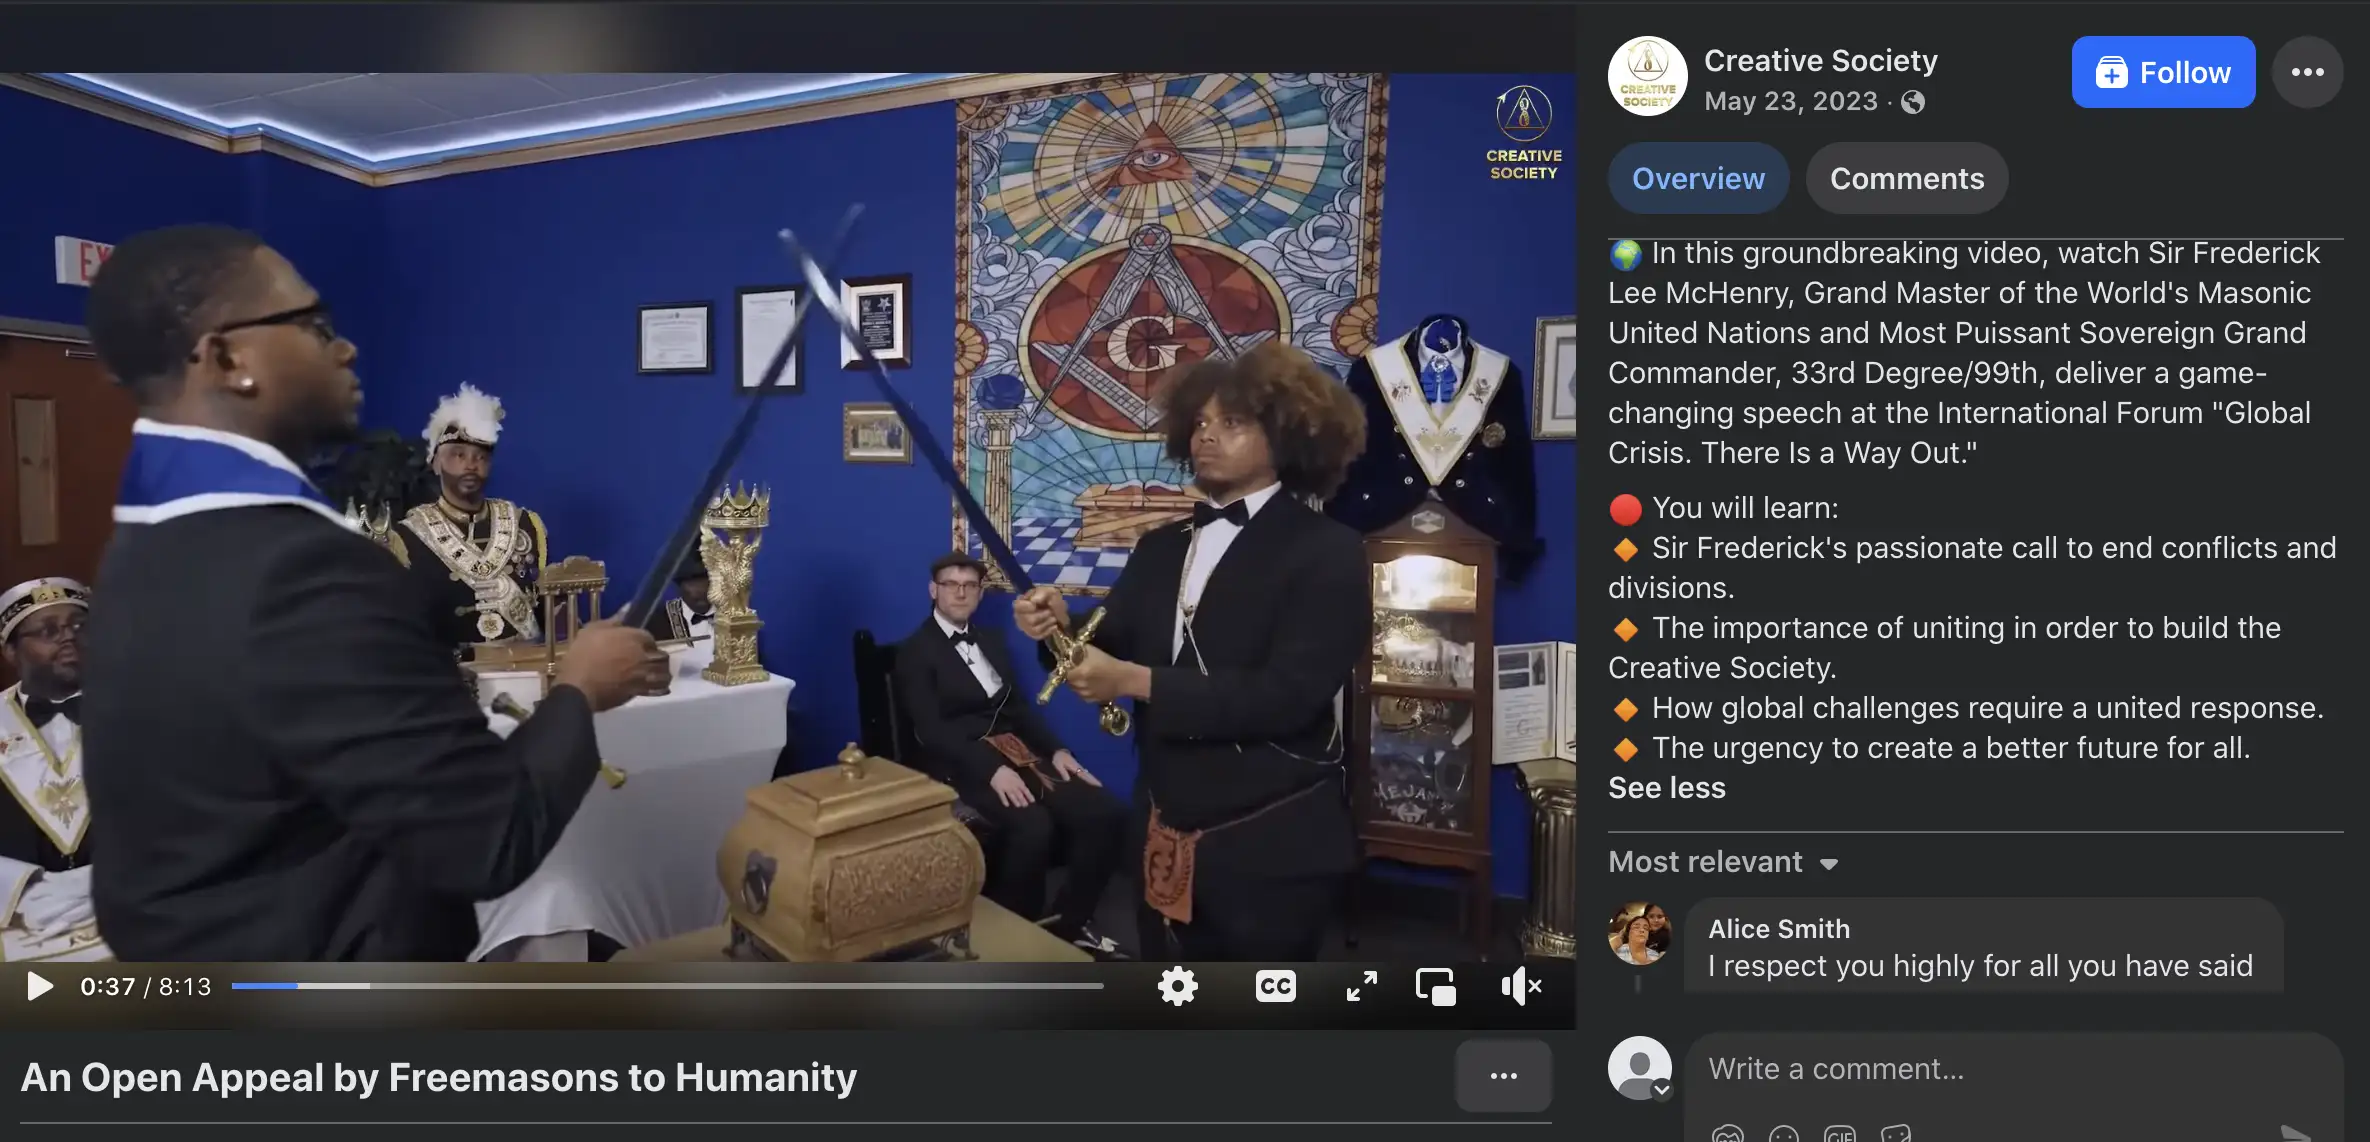 EX
G
CREATIVE
SOCIETY
0:37 / 8:13
CC
An Open Appeal by Freemasons to Humanity
CREATIVE
SOCIETY
Creative Society
May 23, 2023 ·
Follow
Overview
Comments
🌍 In this groundbreaking video, watch Sir Frederick
Lee McHenry, Grand Master of the World's Masonic
United Nations and Most Puissant Sovereign Grand
Commander, 33rd Degree/99th, deliver a game-
changing speech at the International Forum "Global
Crisis. There Is a Way Out."
🔴 You will learn:
🔸 Sir Frederick's passionate call to end conflicts and
divisions.
🔸 The importance of uniting in order to build the
Creative Society.
🔸 How global challenges require a united response.
🔸 The urgency to create a better future for all.
See less
Most relevant
Alice Smith
I respect you highly for all you have said
Write a comment...
GIF